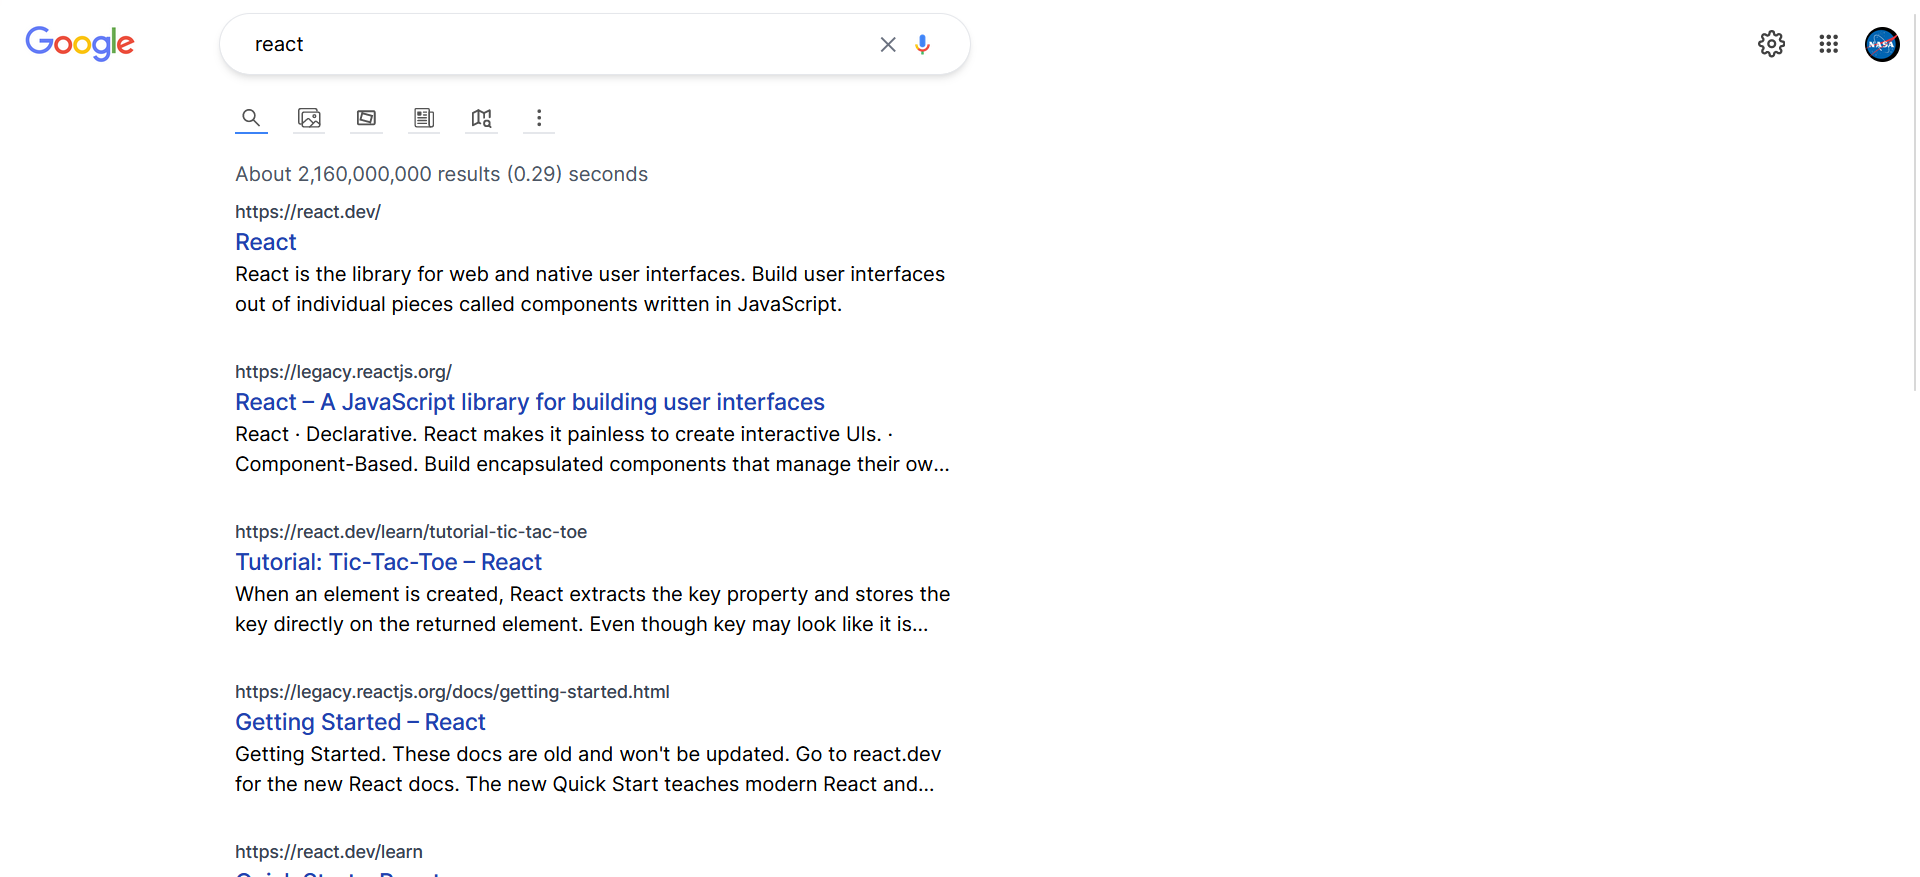 Google
react
NASA
About 2,160,000,000 results (0.29) seconds
https://react.dev/
React
React is the library for web and native user interfaces. Build user interfaces
out of individual pieces called components written in JavaScript.
https://legacy.reactjs.org/
React – A JavaScript library for building user interfaces
React · Declarative. React makes it painless to create interactive UIs. ·
Component-Based. Build encapsulated components that manage their ow...
https://react.dev/learn/tutorial-tic-tac-toe
Tutorial: Tic-Tac-Toe – React
When an element is created, React extracts the key property and stores the
key directly on the returned element. Even though key may look like it is...
https://legacy.reactjs.org/docs/getting-started.html
Getting Started – React
Getting Started. These docs are old and won't be updated. Go to react.dev
for the new React docs. The new Quick Start teaches modern React and...
https://react.dev/learn